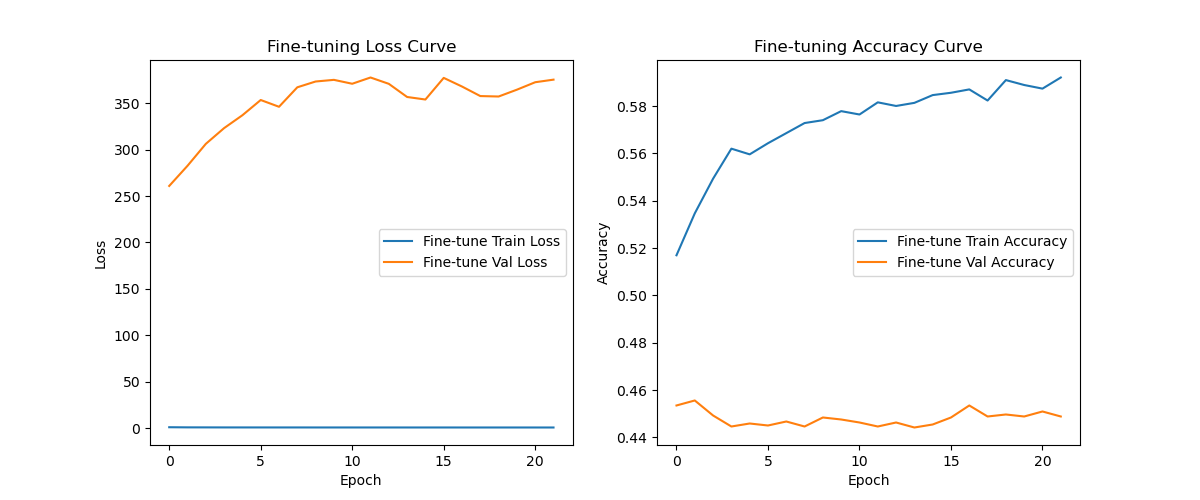 Fine-tuning Loss Curve
Loss
350
300
250
200
150
100
50
0
Fine-tune Train Loss
Fine-tune Val Loss
0 5 10 15 20
Epoch
Fine-tuning Accuracy Curve
Accuracy
0.58
0.56
0.54
0.52
0.50
0.48
0.46
0.44
Fine-tune Train Accuracy
Fine-tune Val Accuracy
0 5 10 15 20
Epoch